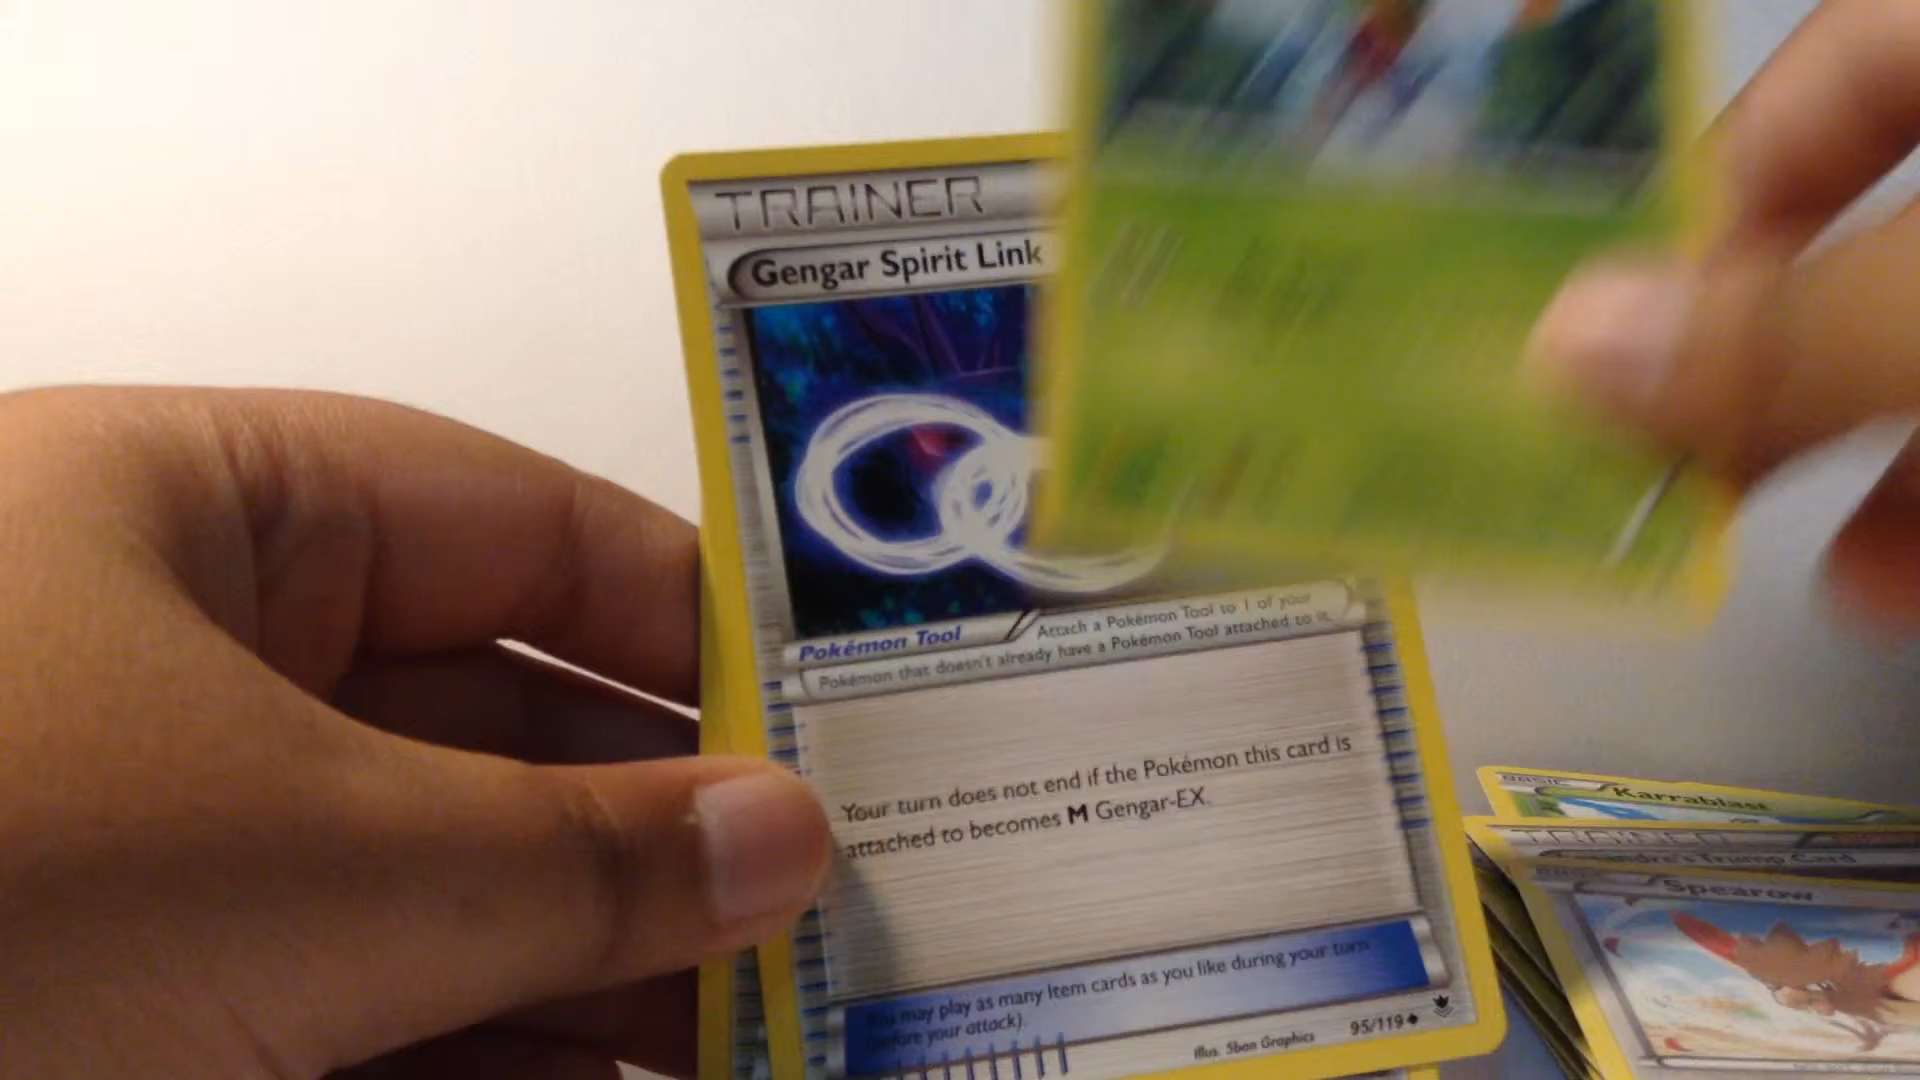 TRAINER
Gengar Spirit Link
Pokémon Tool
Attach a Pokémon Tool to 1 of your
Pokémon that doesn't already have a Pokémon Tool attached to it.
Your turn does not end if the Pokémon this card is
attached to becomes M Gengar-EX.
You may play as many Item cards as you like during your turn
(before your attack).
Illus. 5ban Graphics
95/119
BASIC
Karrablast
TRAINER
Trump Card
Spearow